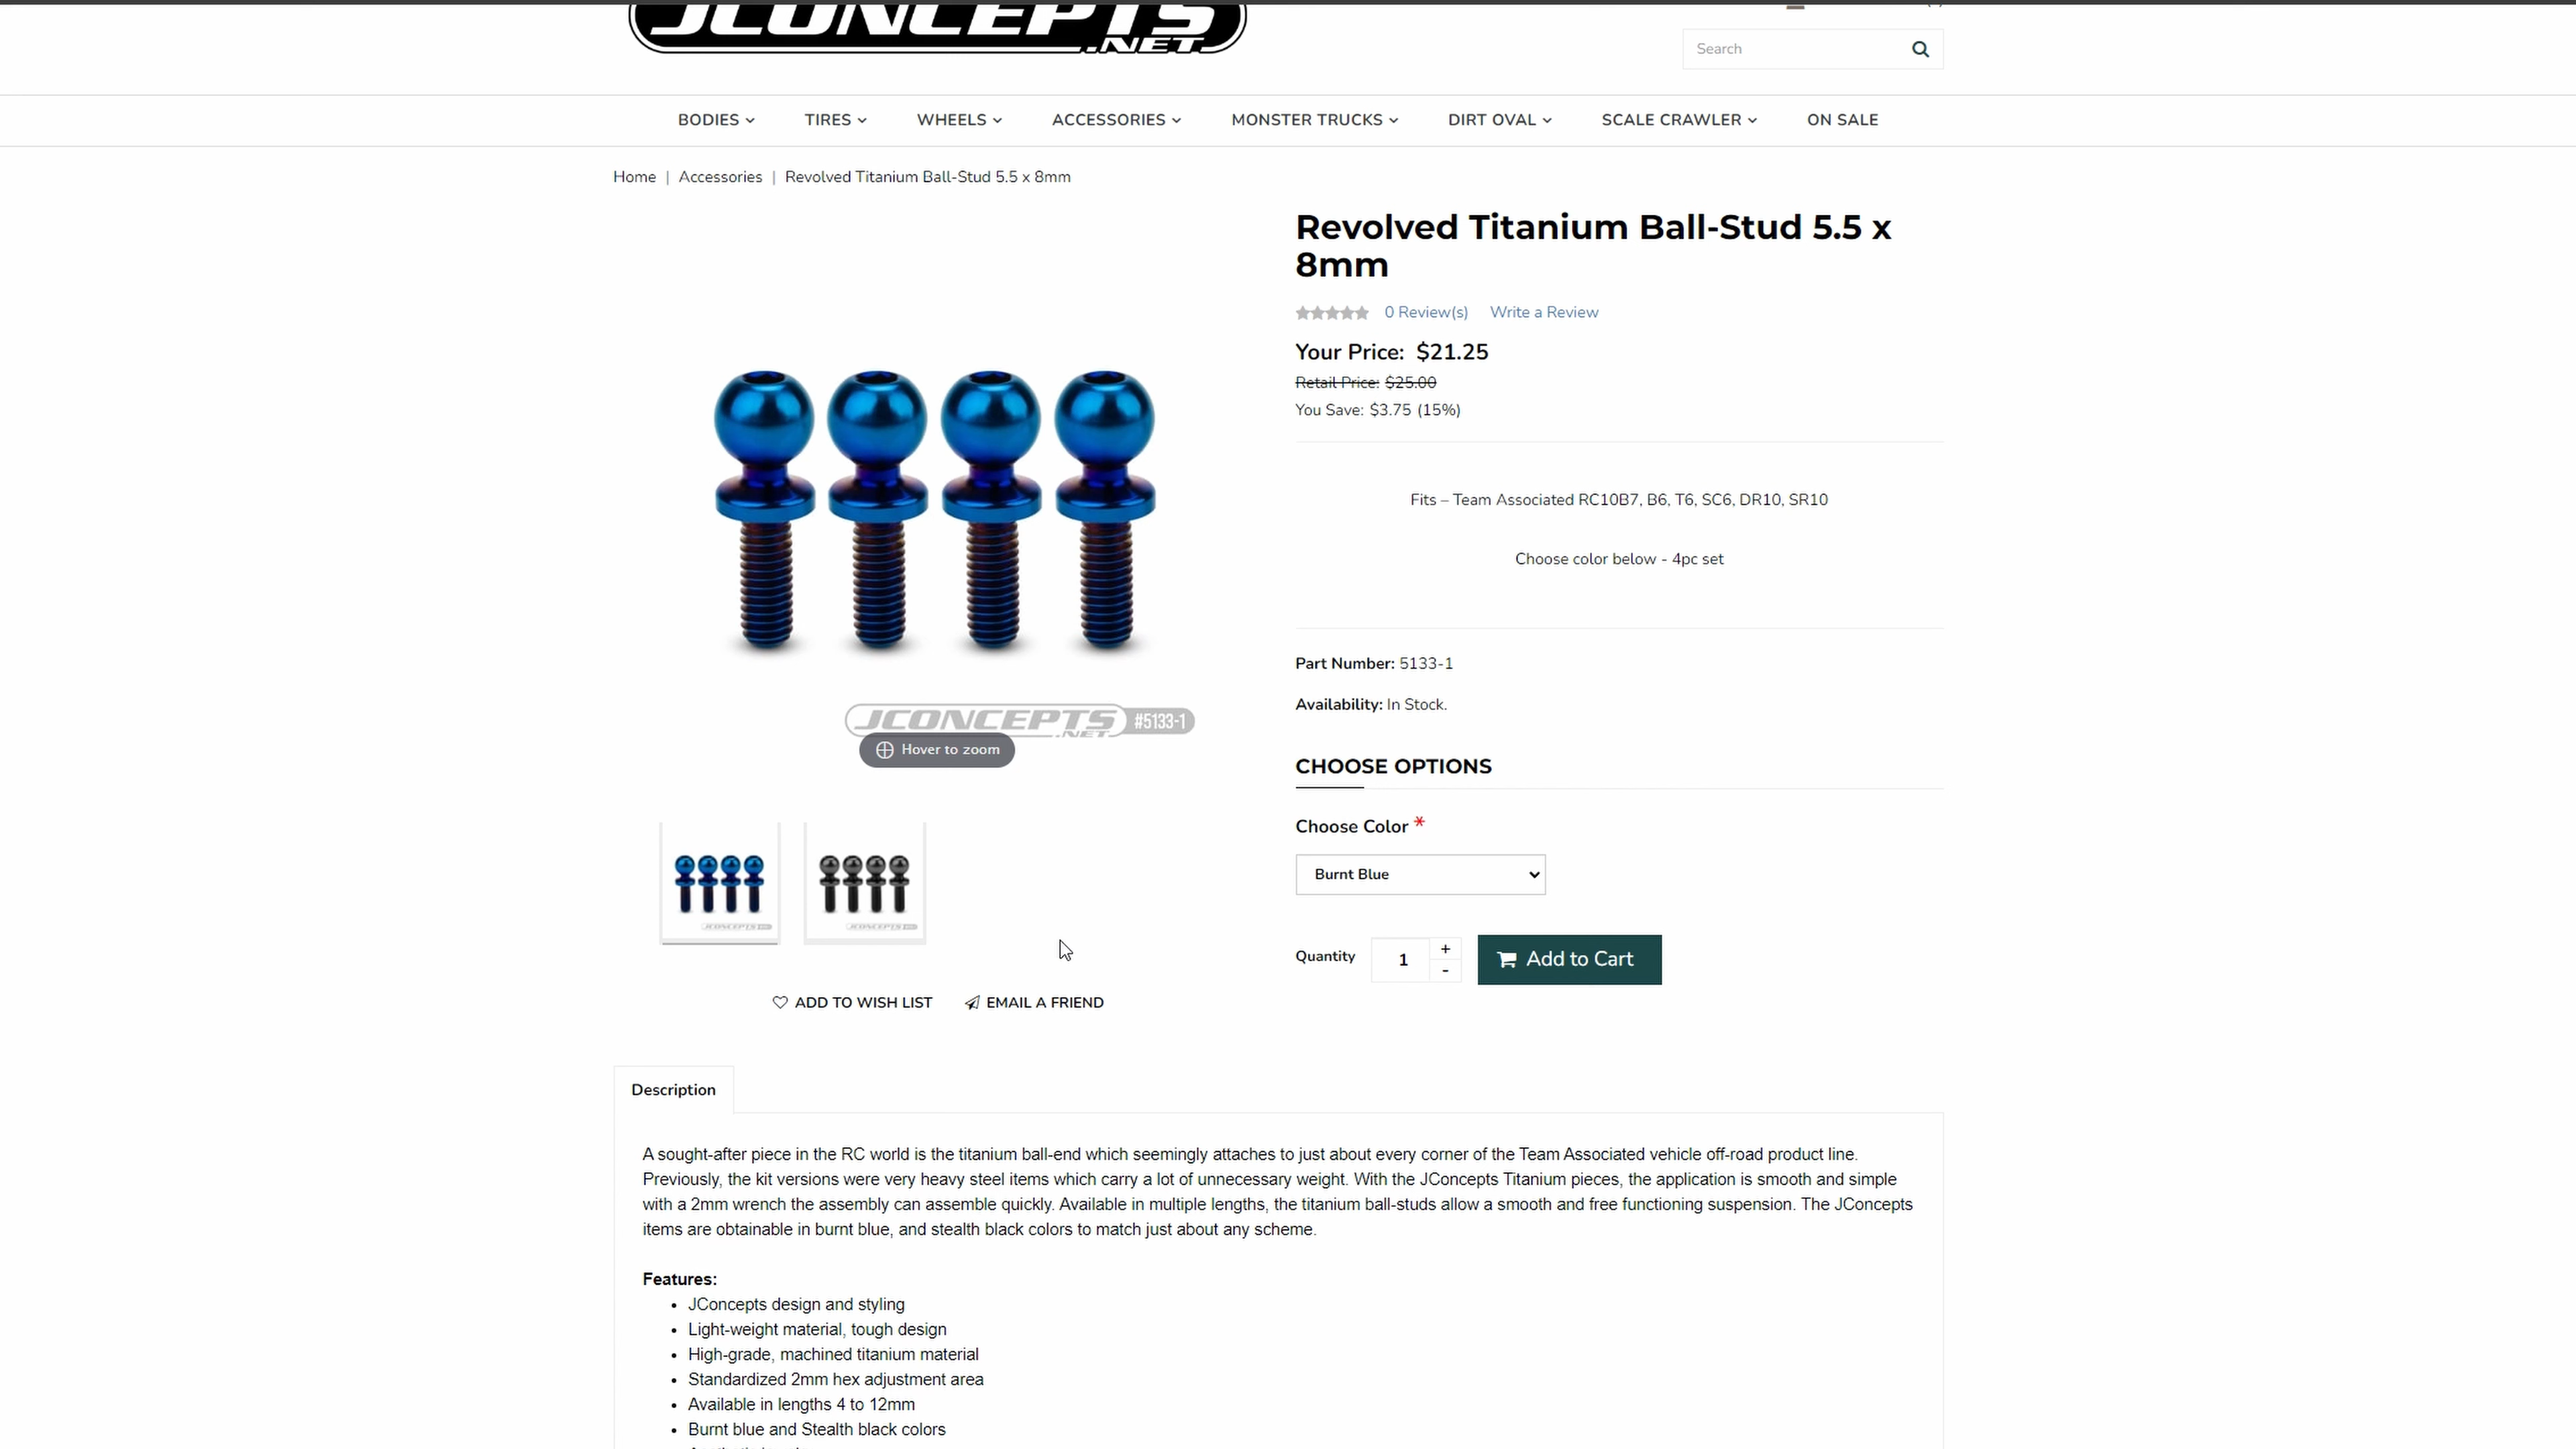 JCONCEPTS
.NET
Search
BODIES TIRES WHEELS ACCESSORIES MONSTER TRUCKS DIRT OVAL SCALE CRAWLER ON SALE
Home | Accessories | Revolved Titanium Ball-Stud 5.5 x 8mm
Revolved Titanium Ball-Stud 5.5 x
8mm
0 Review(s) Write a Review
Your Price: $21.25
Retail Price: $25.00
You Save: $3.75 (15%)
Fits – Team Associated RC10B7, B6, T6, SC6, DR10, SR10
Choose color below - 4pc set
Part Number: 5133-1
Availability: In Stock.
JCONCEPTS #5133-1
.NET
Hover to zoom
CHOOSE OPTIONS
Choose Color *
Burnt Blue
Quantity 1 + - Add to Cart
ADD TO WISH LIST EMAIL A FRIEND
Description
A sought-after piece in the RC world is the titanium ball-end which seemingly attaches to just about every corner of the Team Associated vehicle off-road product line.
Previously, the kit versions were very heavy steel items which carry a lot of unnecessary weight. With the JConcepts Titanium pieces, the application is smooth and simple
with a 2mm wrench the assembly can assemble quickly. Available in multiple lengths, the titanium ball-studs allow a smooth and free functioning suspension. The JConcepts
items are obtainable in burnt blue, and stealth black colors to match just about any scheme.
Features:
• JConcepts design and styling
• Light-weight material, tough design
• High-grade, machined titanium material
• Standardized 2mm hex adjustment area
• Available in lengths 4 to 12mm
• Burnt blue and Stealth black colors